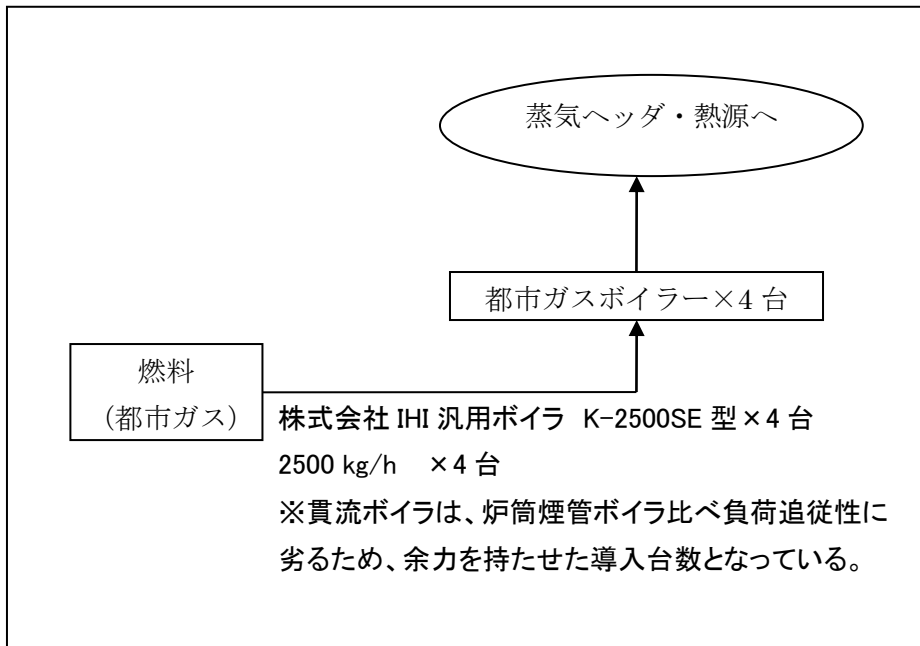 蒸気ヘッダ・熱源へ
都市ガスボイラー×4 台
燃料
(都市ガス)
株式会社 IHI 汎用ボイラ K-2500SE 型×4 台
2500 kg/h ×4 台
※貫流ボイラは、炉筒煙管ボイラ比べ負荷追従性に
劣るため、余力を持たせた導入台数となっている。